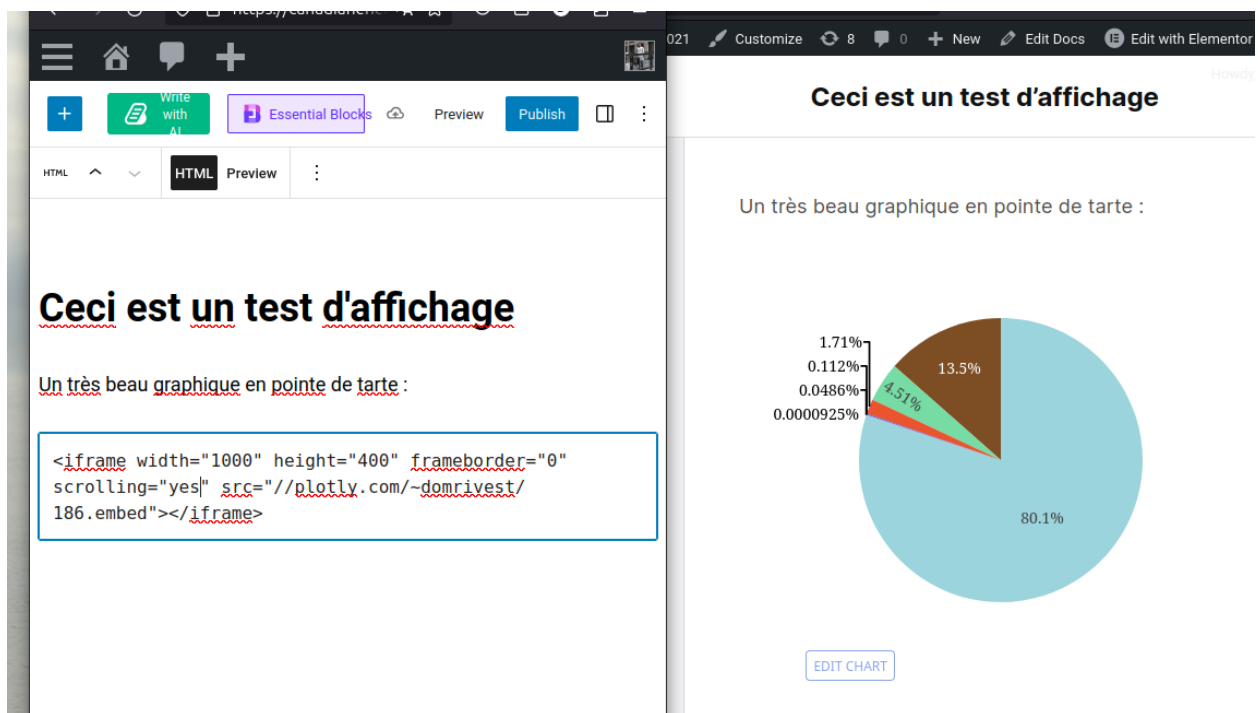 021 Customize 8 0 + New Edit Docs Edit with Elementor
Howdy
Write
with
AI
Essential Blocks
Preview
Publish
HTML
HTML
Preview
Ceci est un test d'affichage
Un très beau graphique en pointe de tarte :
<iframe width="1000" height="400" frameborder="0"
scrolling="yes" src="//plotly.com/~domrivest/
186.embed"></iframe>
Ceci est un test d’affichage
Un très beau graphique en pointe de tarte :
1.71%
0.112%
0.0486%
0.0000925%
13.5%
4.51%
80.1%
EDIT CHART